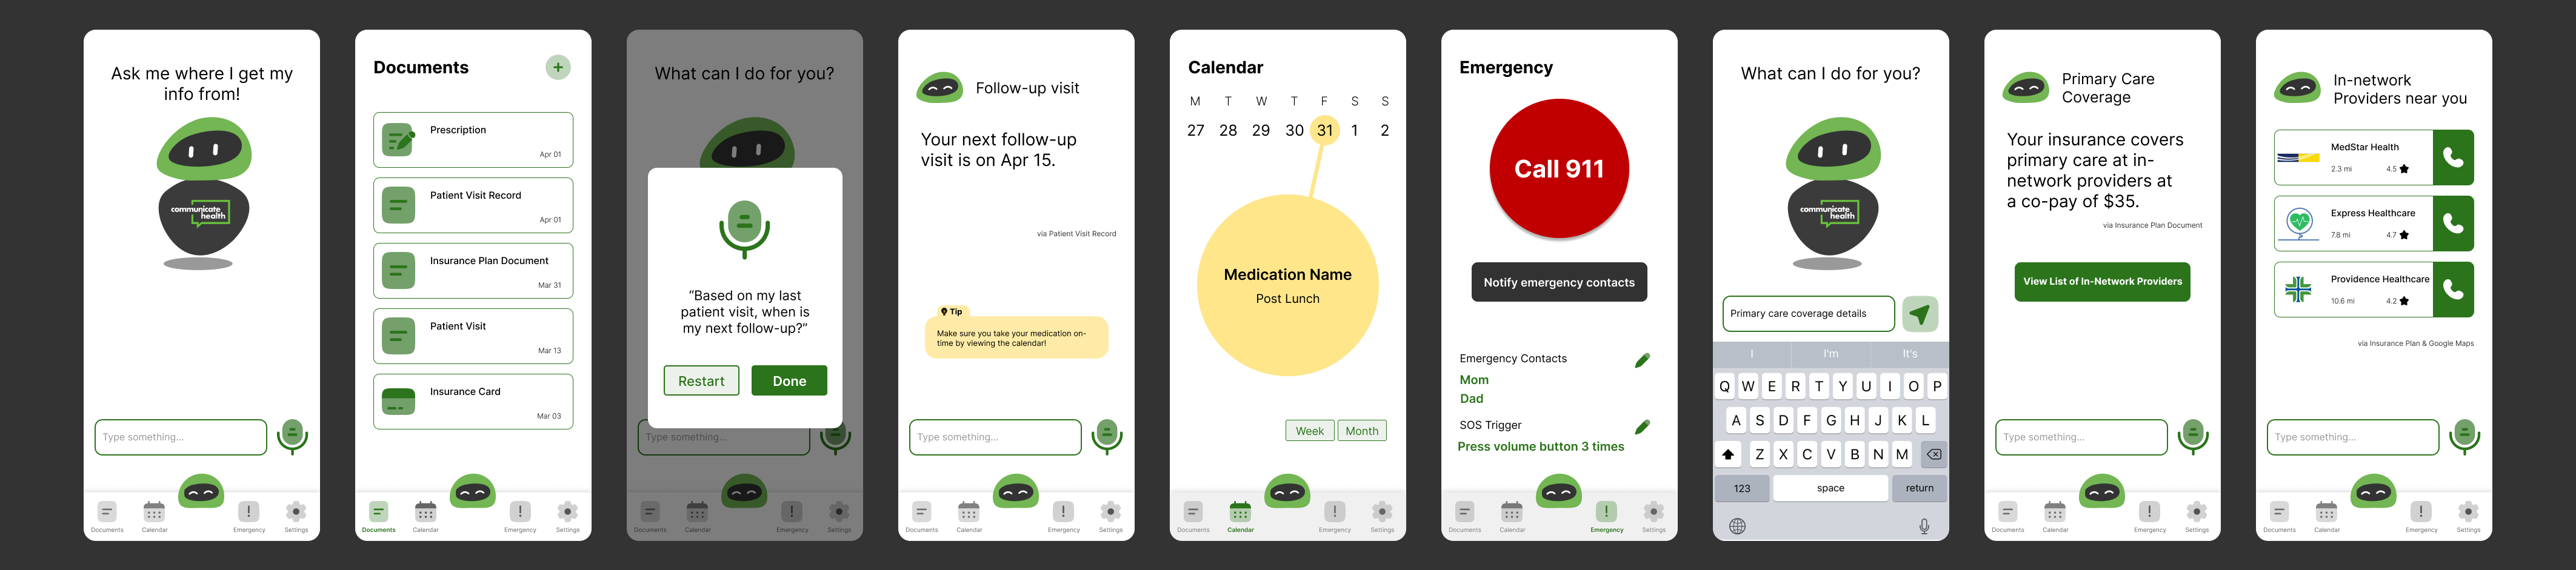 Ask me where I get my
info from!
communicate
health
Type something...
Documents
Calendar
Emergency
Settings
Documents
+
Prescription
Apr 01
Patient Visit Record
Apr 01
Insurance Plan Document
Mar 31
Patient Visit
Mar 13
Insurance Card
Mar 03
Documents
Calendar
Emergency
Settings
What can I do for you?
“Based on my last
patient visit, when is
my next follow-up?”
Restart
Done
Type something...
Documents
Calendar
Emergency
Settings
Follow-up visit
Your next follow-up
visit is on Apr 15.
via Patient Visit Record
Tip
Make sure you take your medication on-
time by viewing the calendar!
Type something...
Documents
Calendar
Emergency
Settings
Calendar
M T W T F S S
27 28 29 30 31 1 2
Medication Name
Post Lunch
Week
Month
Documents
Calendar
Emergency
Settings
Emergency
Call 911
Notify emergency contacts
Emergency Contacts
Mom
Dad
SOS Trigger
Press volume button 3 times
Documents
Calendar
Emergency
Settings
What can I do for you?
communicate
health
Primary care coverage details
I I'm It's
Q W E R T Y U I O P
A S D F G H J K L
Z X C V B N M
123 space return
Primary Care
Coverage
Your insurance covers
primary care at in-
network providers at
a co-pay of $35.
via Insurance Plan Document
View List of In-Network Providers
Type something...
Documents
Calendar
Emergency
Settings
In-network
Providers near you
MedStar Health
2.3 mi 4.5
Express Healthcare
7.8 mi 4.7
Providence Healthcare
10.6 mi 4.2
via Insurance Plan & Google Maps
Type something...
Documents
Calendar
Emergency
Settings